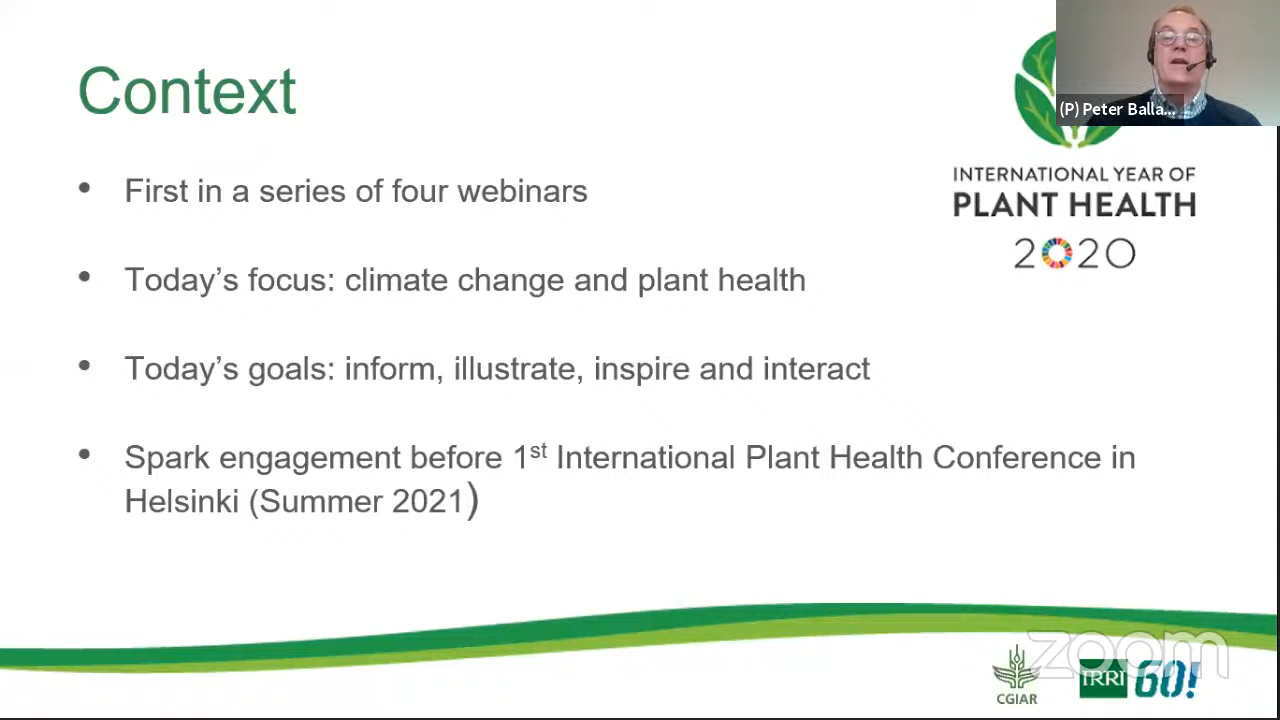 Context
(P) Peter Balla...
INTERNATIONAL YEAR OF
PLANT HEALTH
2020
• First in a series of four webinars
• Today's focus: climate change and plant health
• Today's goals: inform, illustrate, inspire and interact
• Spark engagement before 1st International Plant Health Conference in
Helsinki (Summer 2021)
zoom
CGIAR
IRRI 60!